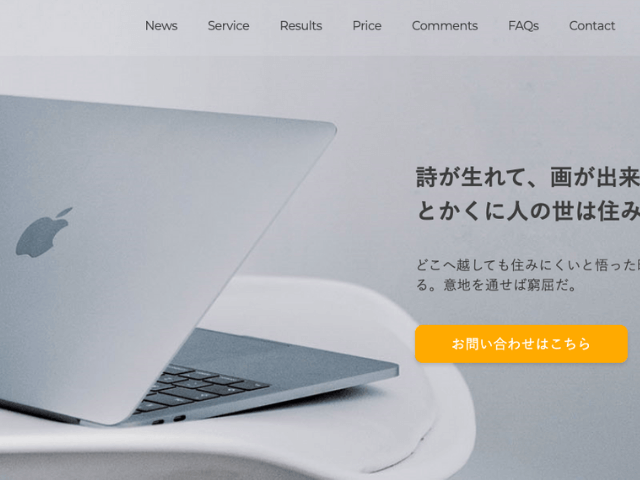 News Service Results Price Comments FAQs Contact
詩が生れて、画が出来
とかくに人の世は住み
どこへ越しても住みにくいと悟った
る。意地を通せば窮屈だ。
お問い合わせはこちら